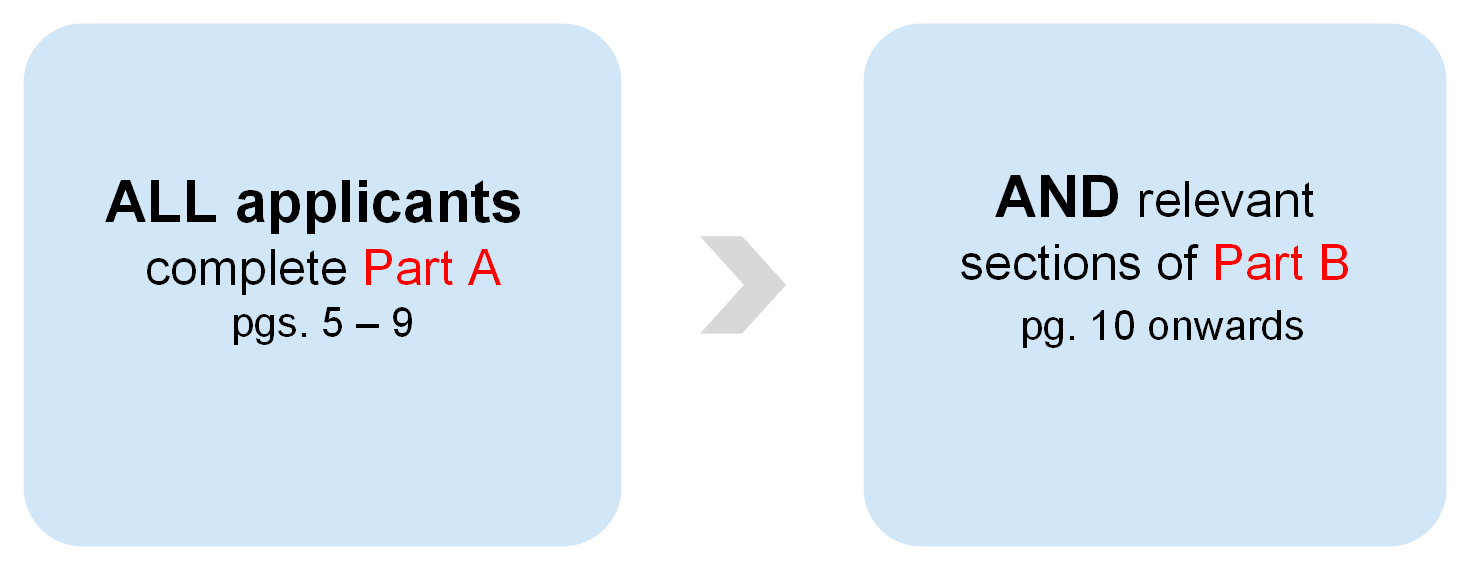 ALL applicants
complete Part A
pgs. 5 – 9
AND relevant
sections of Part B
pg. 10 onwards